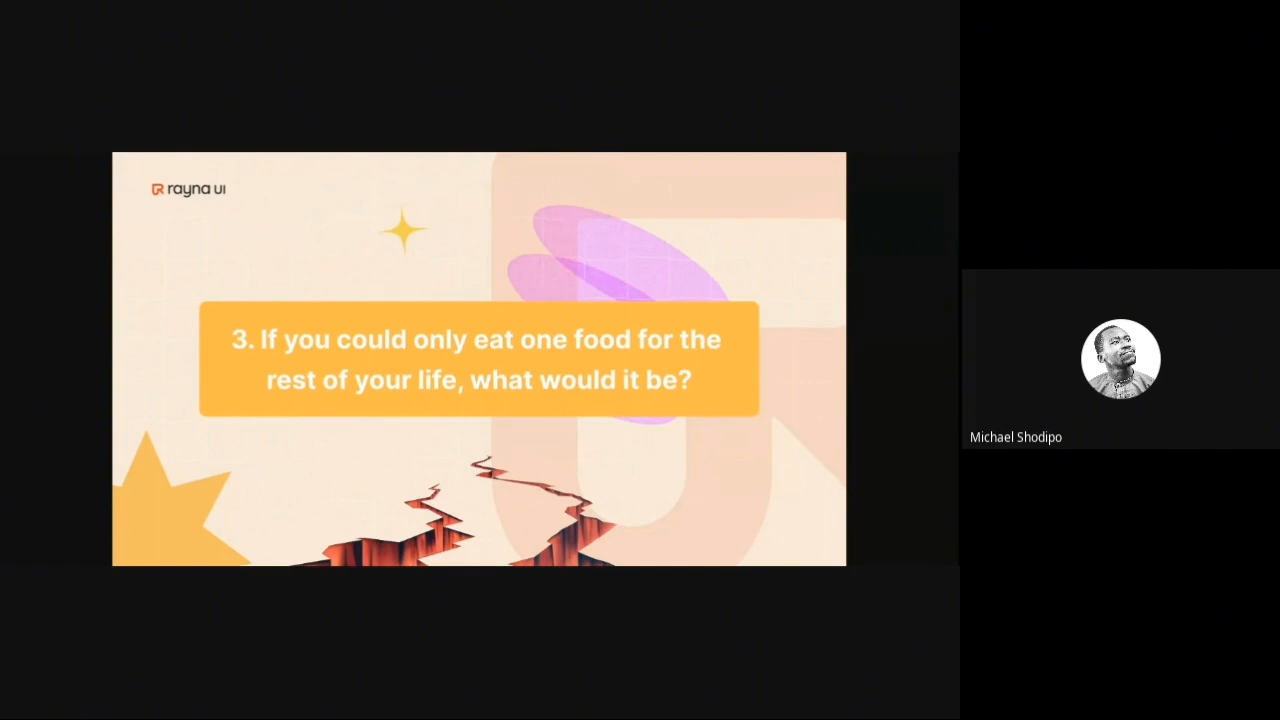 rayna UI
3. If you could only eat one food for the
rest of your life, what would it be?
Michael Shodipo